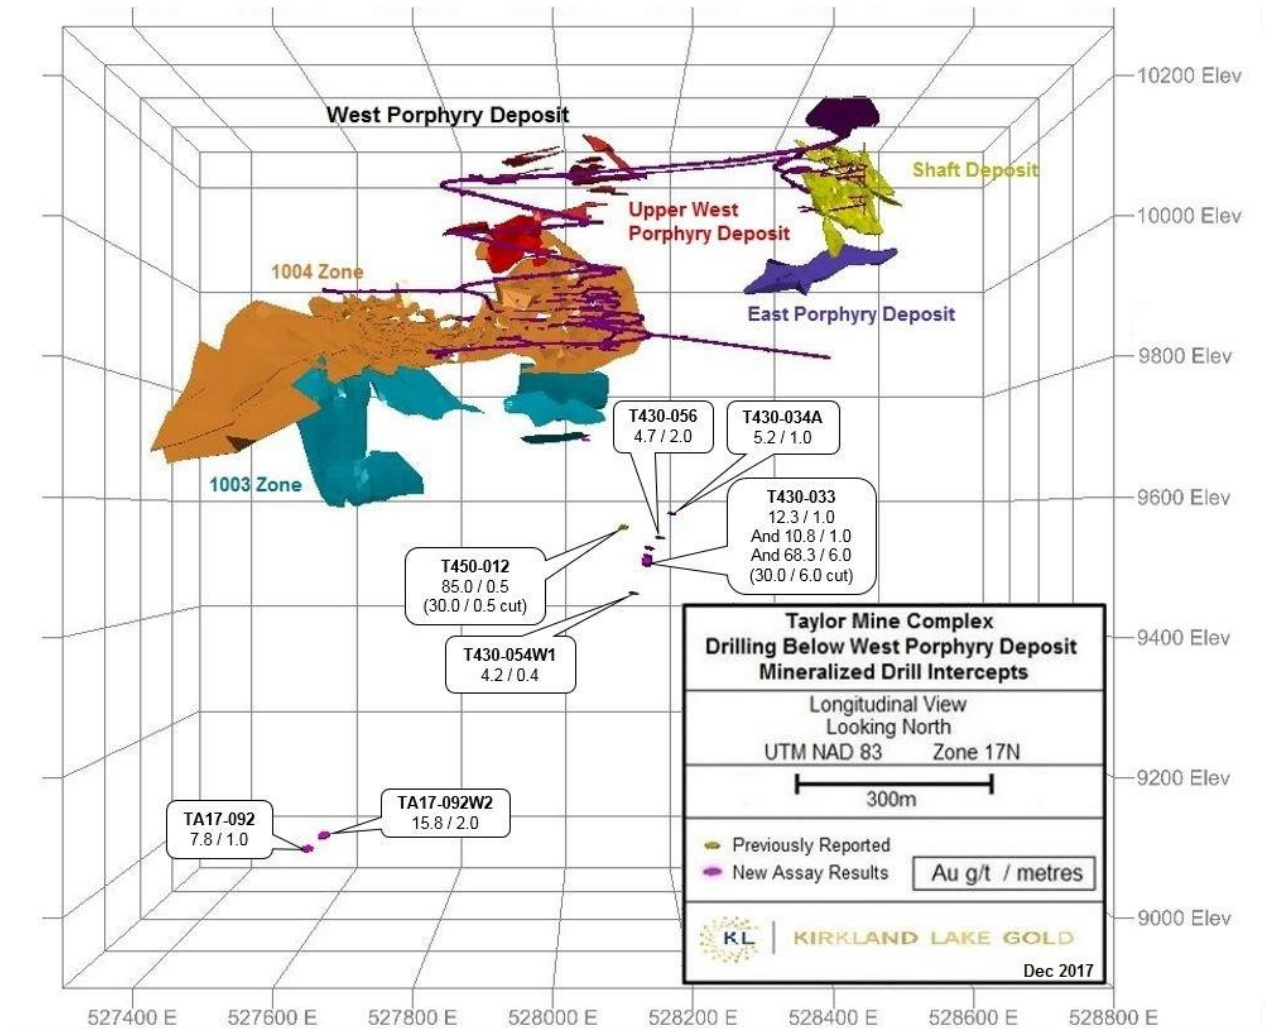 10200 Elev
West Porphyry Deposit
Shaft Deposit
Upper West
Porphyry Deposit
10000 Elev
1004 Zone
East Porphyry Deposit
9800 Elev
T430-056
4.7 / 2.0
T430-034A
5.2 / 1.0
1003 Zone
9600 Elev
T430-033
12.3 / 1.0
And 10.8 / 1.0
And 68.3 / 6.0
(30.0 / 6.0 cut)
T450-012
85.0 / 0.5
(30.0 / 0.5 cut)
T430-054W1
4.2 / 0.4
9400 Elev
Taylor Mine Complex
Drilling Below West Porphyry Deposit
Mineralized Drill Intercepts
Longitudinal View
Looking North
UTM NAD 83 Zone 17N
9200 Elev
300m
TA17-092
7.8 / 1.0
TA17-092W2
15.8 / 2.0
Previously Reported
New Assay Results
Au g/t / metres
9000 Elev
KL KIRKLAND LAKE GOLD
Dec 2017
527400 E 527600 E 527800 E 528000 E 528200 E 528400 E 528600 E 528800 E